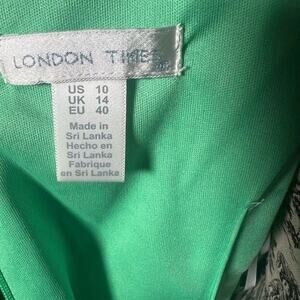 LONDON TIMES
US 10
UK 14
EU 40
Made in
Sri Lanka
Hecho en
Sri Lanka
Fabrique
en Sri Lanka